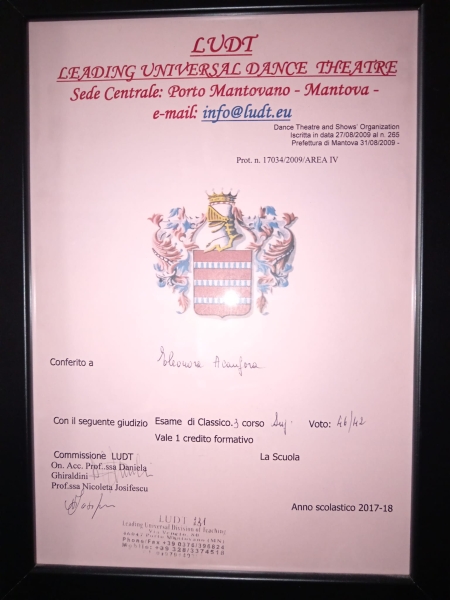 LUDT
LEADING UNIVERSAL DANCE THEATRE
Sede Centrale: Porto Mantovano - Mantova -
e-mail: info@ludt.eu
Dance Theatre and Shows' Organization
Iscritta in data 27/08/2009 al n. 265
Prefettura di Mantova 31/08/2009 -
Prot. n. 17034/2009/AREA IV
Conferito a Eleonora
Con il seguente giudizio Esame di Classico. 3 corso Sup. Voto:
Vale 1 credito formativo
Commissione LUDT La Scuola
On. Acc. Prof.ssa Daniela
Ghiraldini
Prof.ssa Nicoleta Josifescu
Anno scolastico 2017-18
LUDT
Leading Universal Division of Teaching
46047 Porto Mantovano (MN)